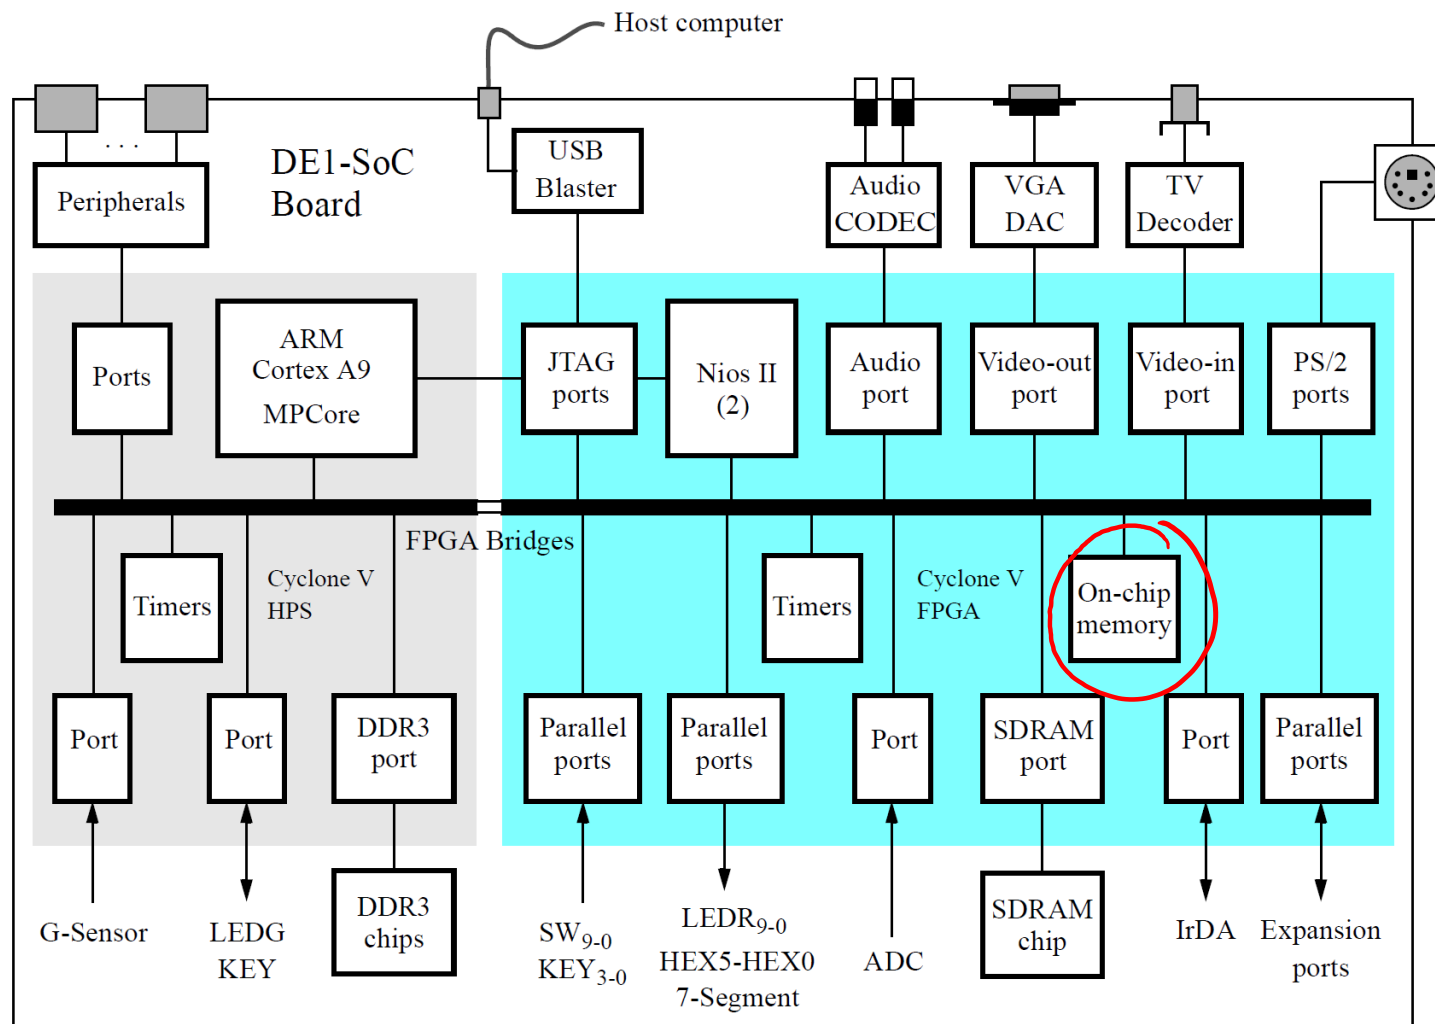 Host computer
DE1-SoC
Board
USB
Blaster
Peripherals
Audio
CODEC
VGA
DAC
TV
Decoder
Ports
ARM
Cortex A9
MPCore
JTAG
ports
Nios II
(2)
Audio
port
Video-out
port
Video-in
port
PS/2
ports
FPGA Bridges
Timers
Cyclone V
HPS
Timers
Cyclone V
FPGA
On-chip
memory
Port
Port
DDR3
port
Parallel
ports
Parallel
ports
Port
SDRAM
port
Port
Parallel
ports
G-Sensor
LEDG
KEY
DDR3
chips
SW9-0
KEY3-0
LEDR9-0
HEX5-HEX0
7-Segment
ADC
SDRAM
chip
IrDA
Expansion
ports